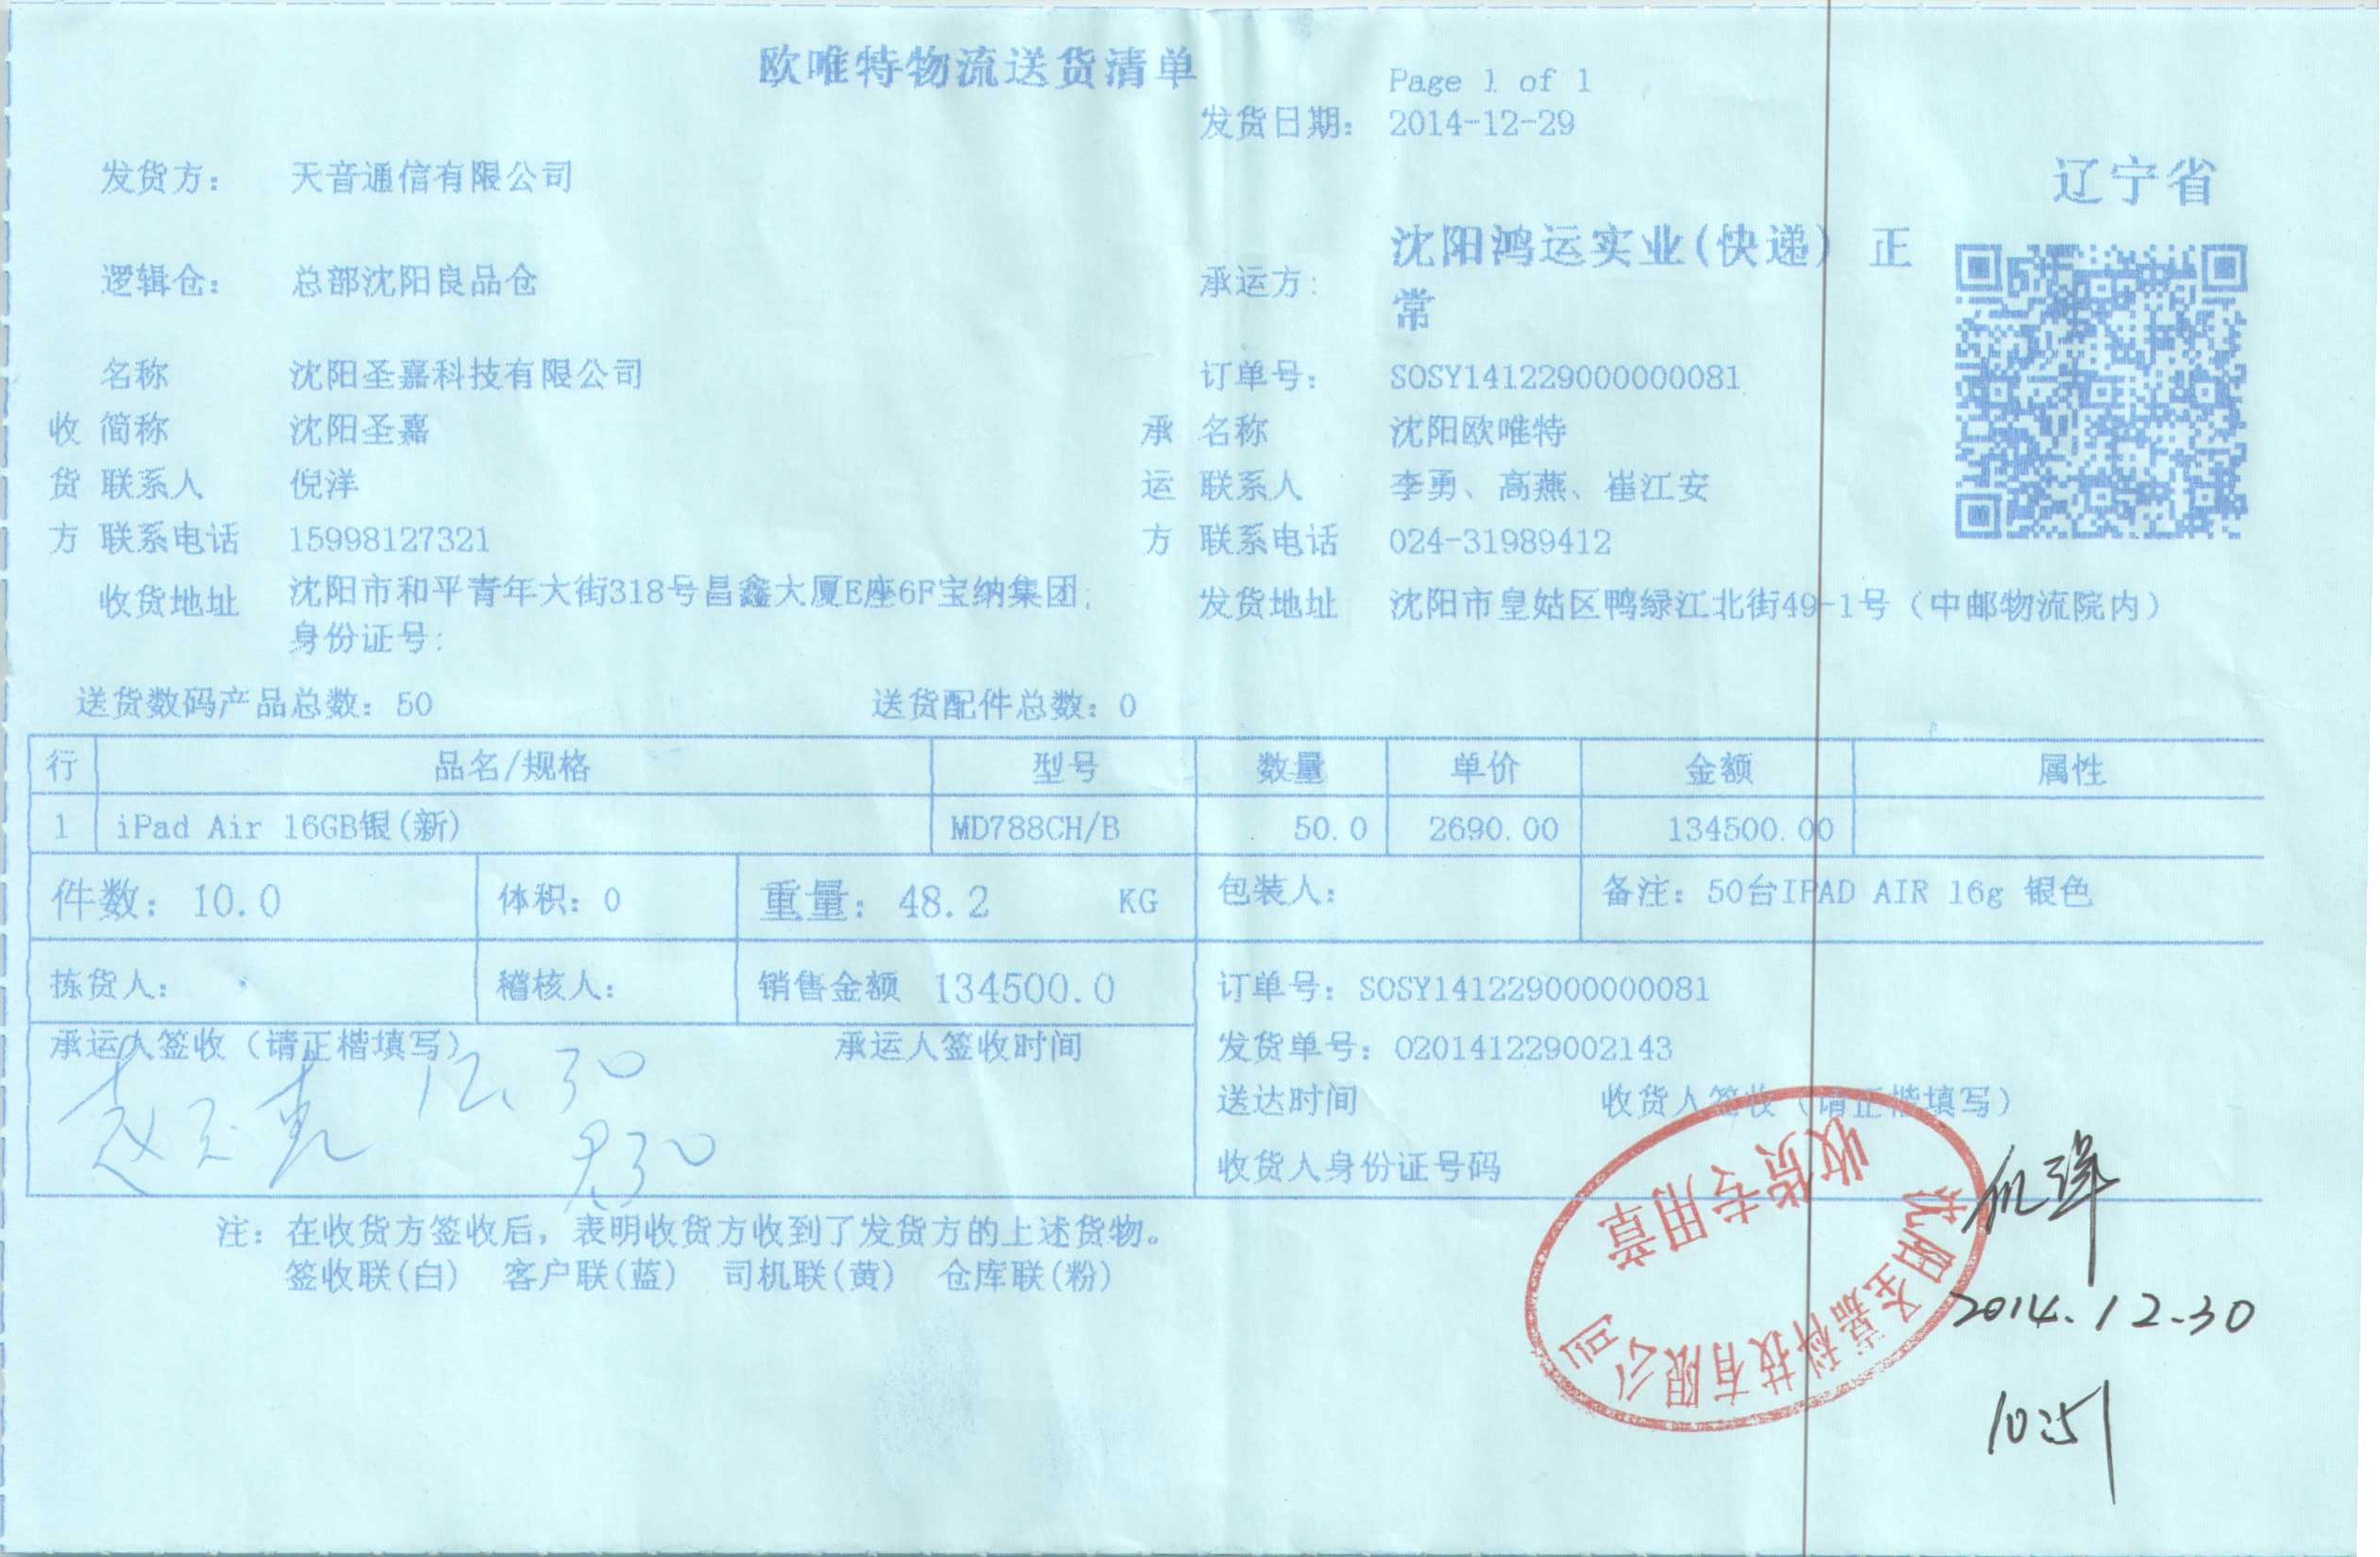 欧唯特物流送货清单
Page 1 of 1
发货日期: 2014-12-29
发货方: 天音通信有限公司
辽宁省
逻辑仓: 总部沈阳良品仓
承运方: 沈阳鸿运实业(快递) 正
常
名称 沈阳圣嘉科技有限公司
订单号: SOSY141229000000081
收 简称 沈阳圣嘉
承 名称 沈阳欧唯特
货 联系人 倪洋
运 联系人 李勇、高燕、崔江安
方 联系电话 15998127321
方 联系电话 024-31989412
收货地址 沈阳市和平青年大街318号昌鑫大厦E座6F宝纳集团;
身份证号:
发货地址 沈阳市皇姑区鸭绿江北街49-1号（中邮物流院内）
送货数码产品总数: 50 送货配件总数: 0
行 品名/规格 型号 数量 单价 金额 属性
1 iPad Air 16GB银(新) MD788CH/B 50.0 2690.00 134500.00
件数: 10.0 体积: 0 重量: 48.2 KG 包装人: 备注: 50台IPAD AIR 16g 银色
拣货人: 稽核人: 销售金额 134500.0 订单号: SOSY141229000000081
承运人签收（请正楷填写） 承运人签收时间
发货单号: O20141229002143
12.30
8.30
送达时间 收货人签收（请正楷填写）
收货人身份证号码
收货专用章
沈阳圣嘉科技有限公司
2014.12.30
10:51
注: 在收货方签收后，表明收货方收到了发货方的上述货物。
签收联(白) 客户联(蓝) 司机联(黄) 仓库联(粉)